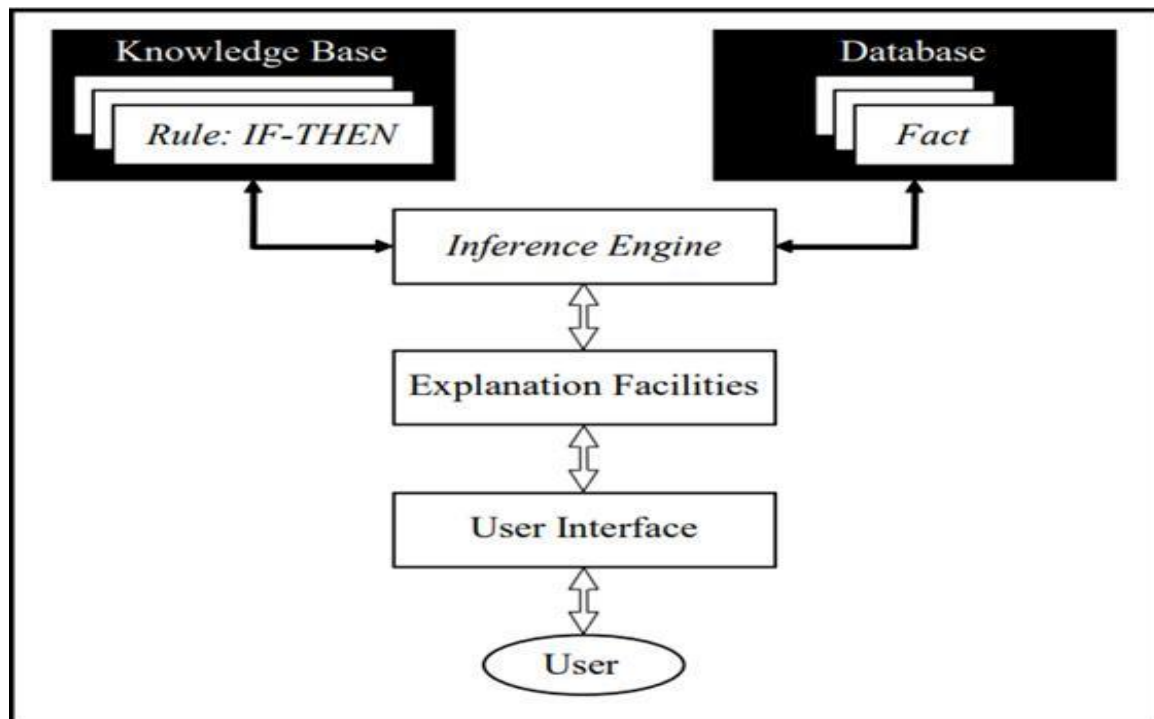 Knowledge Base
Rule: IF-THEN
Database
Fact
Inference Engine
Explanation Facilities
User Interface
User